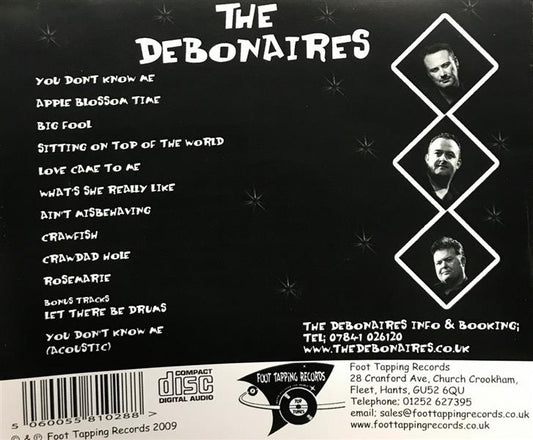 THE
DEBONAIRES
YOU DON'T KNOW ME
APPLE BLOSSOM TIME
BIG FOOL
SITTING ON TOP OF THE WORLD
LOVE CAME TO ME
WHAT'S SHE REALLY LIKE
AIN'T MISBEHAVING
CRAWFISH
CRAWDAD HOLE
ROSEMARIE
BONUS TRACKS
LET THERE BE DRUMS
YOU DON'T KNOW ME
(ACOUSTIC)
THE DEBONAIRES INFO & BOOKING;
TEL; 07841 026120
WWW.THEDEBONAIRES.CO.UK
COMPACT
disc
DIGITAL AUDIO
5 060055 810288 >
© & ℗ Foot Tapping Records 2009
FOOT TAPPING RECORDS
TOP
TUNES
Foot Tapping Records
28 Cranford Ave, Church Crookham,
Fleet, Hants, GU52 6QU
Telephone; 01252 627395
email; sales@foottappingrecords.co.uk
www.foottappingrecords.co.uk